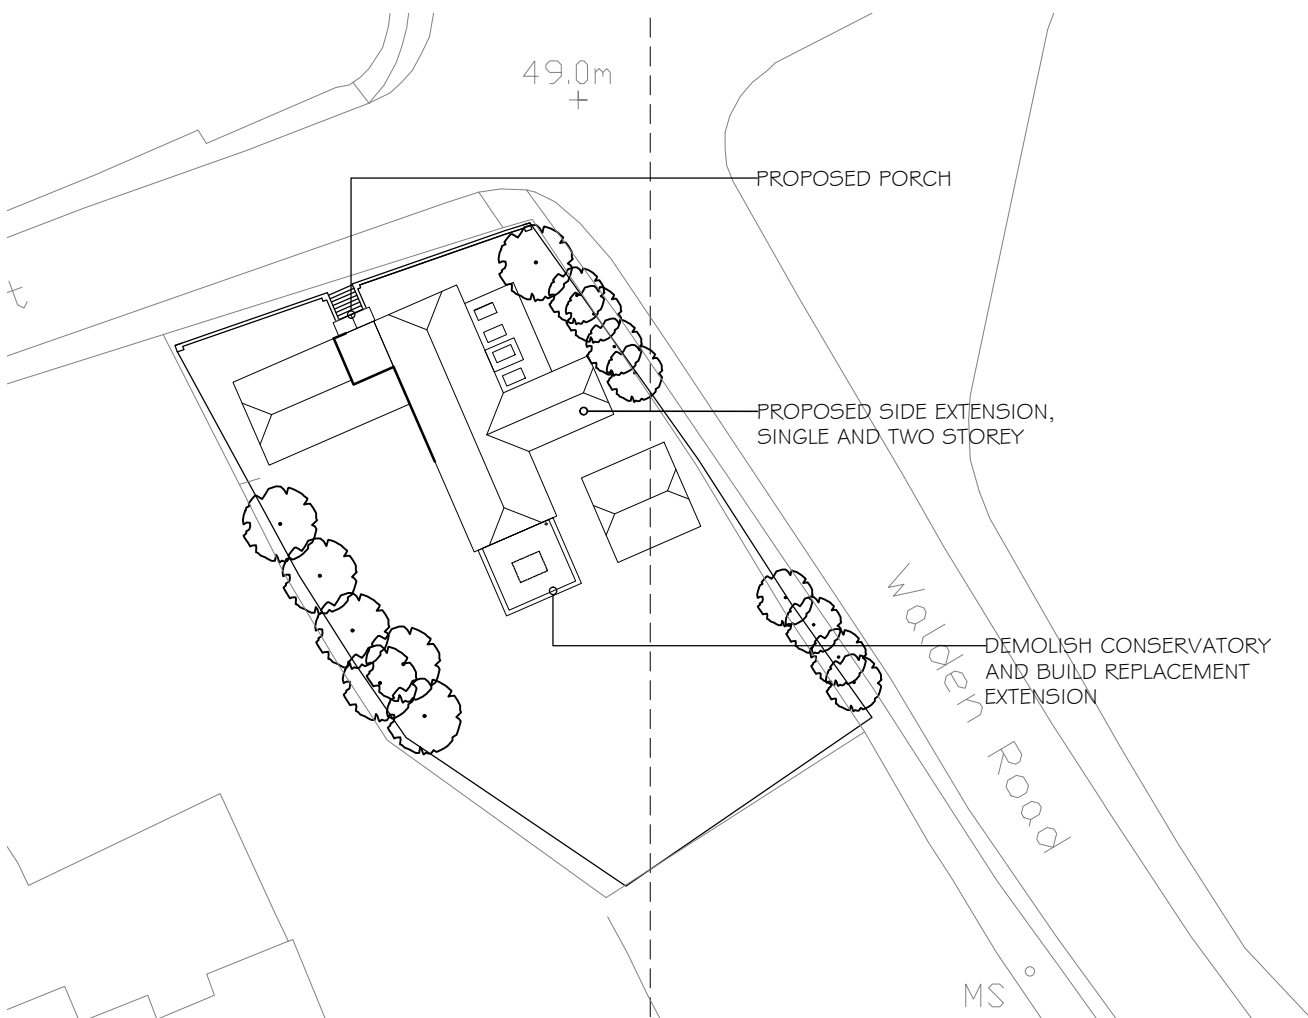 49.0m
PROPOSED PORCH
t
PROPOSED SIDE EXTENSION,
SINGLE AND TWO STOREY
Walden Road
DEMOLISH CONSERVATORY
AND BUILD REPLACEMENT
EXTENSION
MS